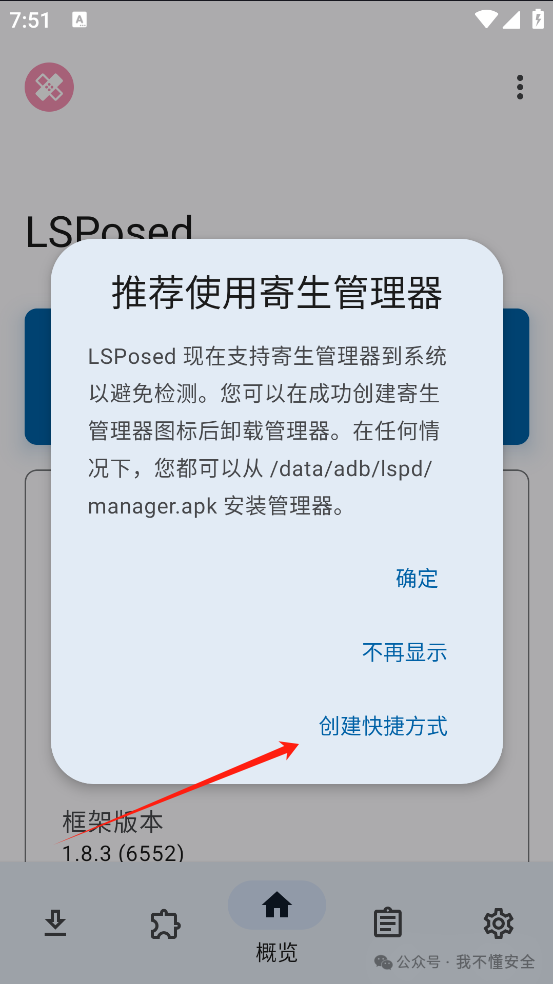 7:51
A
LSPosed
推荐使用寄生管理器
LSPosed 现在支持寄生管理器到系统
以避免检测。您可以在成功创建寄生
管理器图标后卸载管理器。在任何情
况下，您都可以从 /data/adb/lspd/
manager.apk 安装管理器。
确定
不再显示
创建快捷方式
框架版本
1.8.3 (6552)
概览
公众号 · 我不懂安全